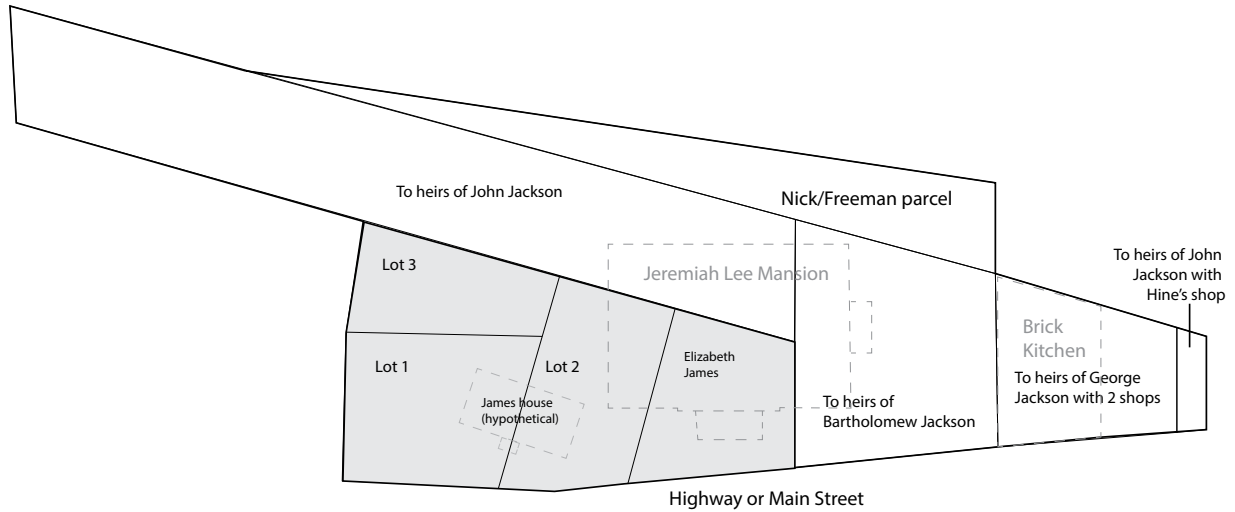 To heirs of John Jackson
Nick/Freeman parcel
To heirs of John
Jackson with
Hine's shop
Lot 3
Jeremiah Lee Mansion
Brick
Kitchen
Lot 1
Lot 2
Elizabeth
James
To heirs of George
Jackson with 2 shops
James house
(hypothetical)
To heirs of
Bartholomew Jackson
Highway or Main Street